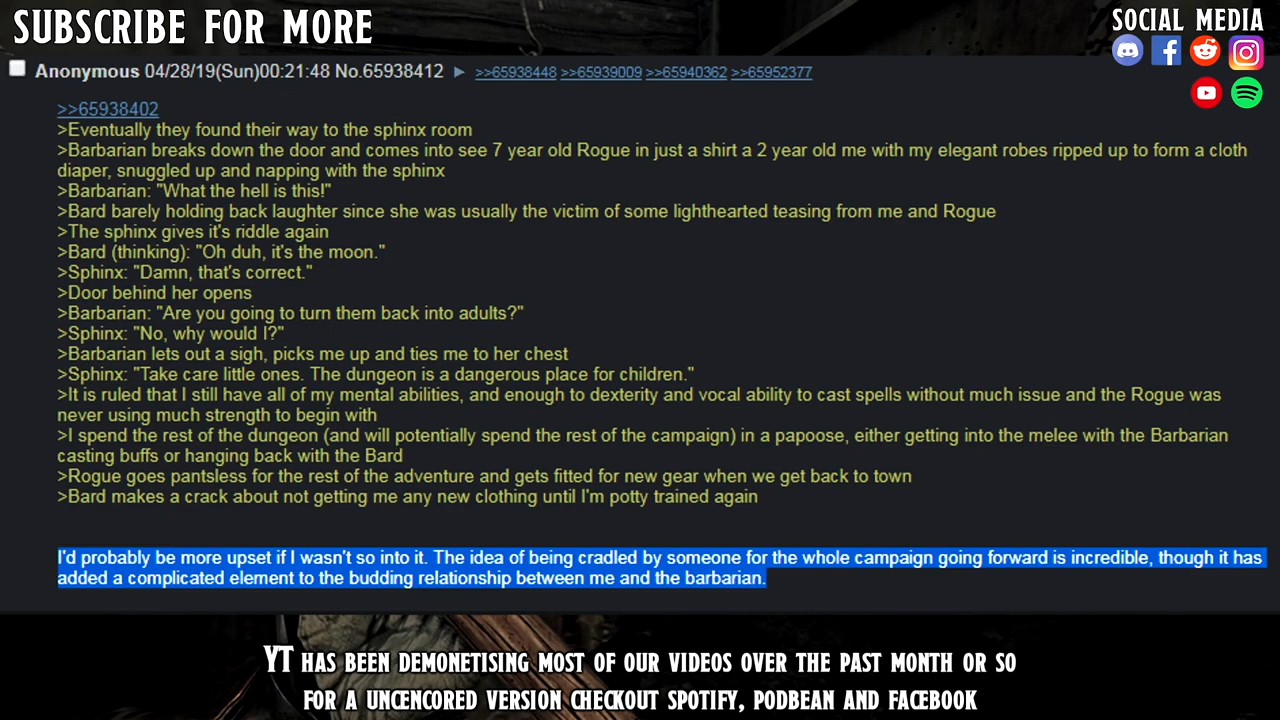 SUBSCRIBE FOR MORE
SOCIAL MEDIA
Anonymous 04/28/19(Sun)00:21:48 No.65938412 ▶ >>65938448 >>65939009 >>65940362 >>65952377
>>65938402
>Eventually they found their way to the sphinx room
>Barbarian breaks down the door and comes into see 7 year old Rogue in just a shirt a 2 year old me with my elegant robes ripped up to form a cloth
diaper, snuggled up and napping with the sphinx
>Barbarian: "What the hell is this!"
>Bard barely holding back laughter since she was usually the victim of some lighthearted teasing from me and Rogue
>The sphinx gives it's riddle again
>Bard (thinking): "Oh duh, it's the moon."
>Sphinx: "Damn, that's correct."
>Door behind her opens
>Barbarian: "Are you going to turn them back into adults?"
>Sphinx: "No, why would I?"
>Barbarian lets out a sigh, picks me up and ties me to her chest
>Sphinx: "Take care little ones. The dungeon is a dangerous place for children."
>It is ruled that I still have all of my mental abilities, and enough to dexterity and vocal ability to cast spells without much issue and the Rogue was
never using much strength to begin with
>I spend the rest of the dungeon (and will potentially spend the rest of the campaign) in a papoose, either getting into the melee with the Barbarian
casting buffs or hanging back with the Bard
>Rogue goes pantsless for the rest of the adventure and gets fitted for new gear when we get back to town
>Bard makes a crack about not getting me any new clothing until I'm potty trained again
I'd probably be more upset if I wasn't so into it. The idea of being cradled by someone for the whole campaign going forward is incredible, though it has
added a complicated element to the budding relationship between me and the barbarian.
YT HAS BEEN DEMONETISING MOST OF OUR VIDEOS OVER THE PAST MONTH OR SO
FOR A UNCENCORED VERSION CHECKOUT SPOTIFY, PODBEAN AND FACEBOOK